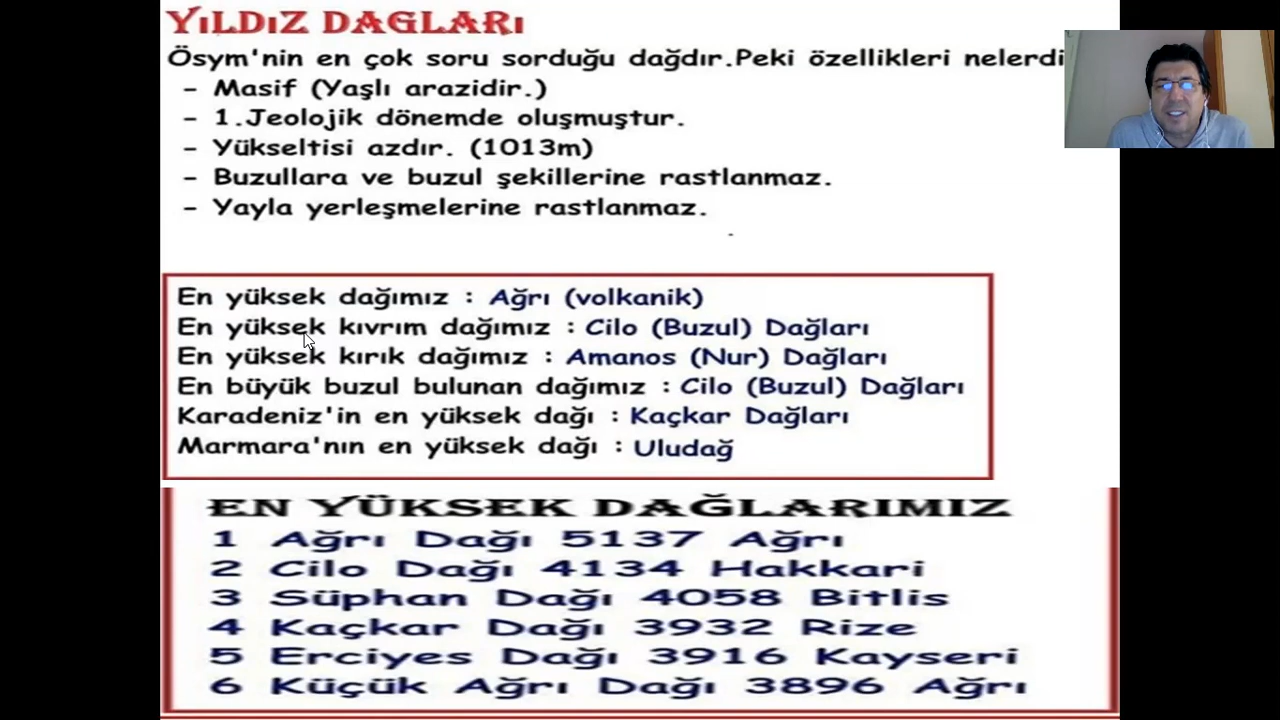 YILDIZ DAGLARI
Ösym'nin en çok soru sorduğu dağdır.Peki özellikleri nelerdi
- Masif (Yaşlı arazidir.)
- 1.Jeolojik dönemde oluşmuştur.
- Yükseltisi azdır. (1013m)
- Buzullara ve buzul şekillerine rastlanmaz.
- Yayla yerleşmelerine rastlanmaz.
En yüksek dağımız : Ağrı (volkanik)
En yüksek kıvrım dağımız : Cilo (Buzul) Dağları
En yüksek kırık dağımız : Amanos (Nur) Dağları
En büyük buzul bulunan dağımız : Cilo (Buzul) Dağları
Karadeniz'in en yüksek dağı : Kaçkar Dağları
Marmara'nın en yüksek dağı : Uludağ
EN YÜKSEK DAĞLARIMIZ
1 Ağrı Dağı 5137 Ağrı
2 Cilo Dağı 4134 Hakkari
3 Süphan Dağı 4058 Bitlis
4 Kaçkar Dağı 3932 Rize
5 Erciyes Dağı 3916 Kayseri
6 Küçük Ağrı Dağı 3896 Ağrı